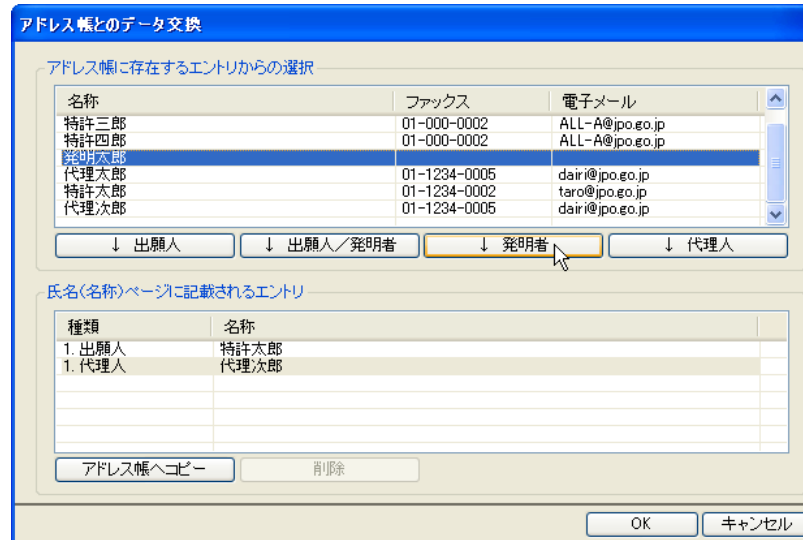 アドレス帳とのデータ交換
アドレス帳に存在するエントリからの選択
名称 ファックス 電子メール
特許三郎 01-000-0002 ALL-A@jpo.go.jp
特許四郎 01-000-0002 ALL-A@jpo.go.jp
発明太郎
代理太郎 01-1234-0005 dairi@jpo.go.jp
特許太郎 01-1234-0002 taro@jpo.go.jp
代理次郎 01-1234-0005 dairi@jpo.go.jp
↓ 出願人 ↓ 出願人／発明者 ↓ 発明者 ↓ 代理人
氏名(名称)ページに記載されるエントリ
種類 名称
1. 出願人 特許太郎
1. 代理人 代理次郎
アドレス帳へコピー 削除
OK キャンセル